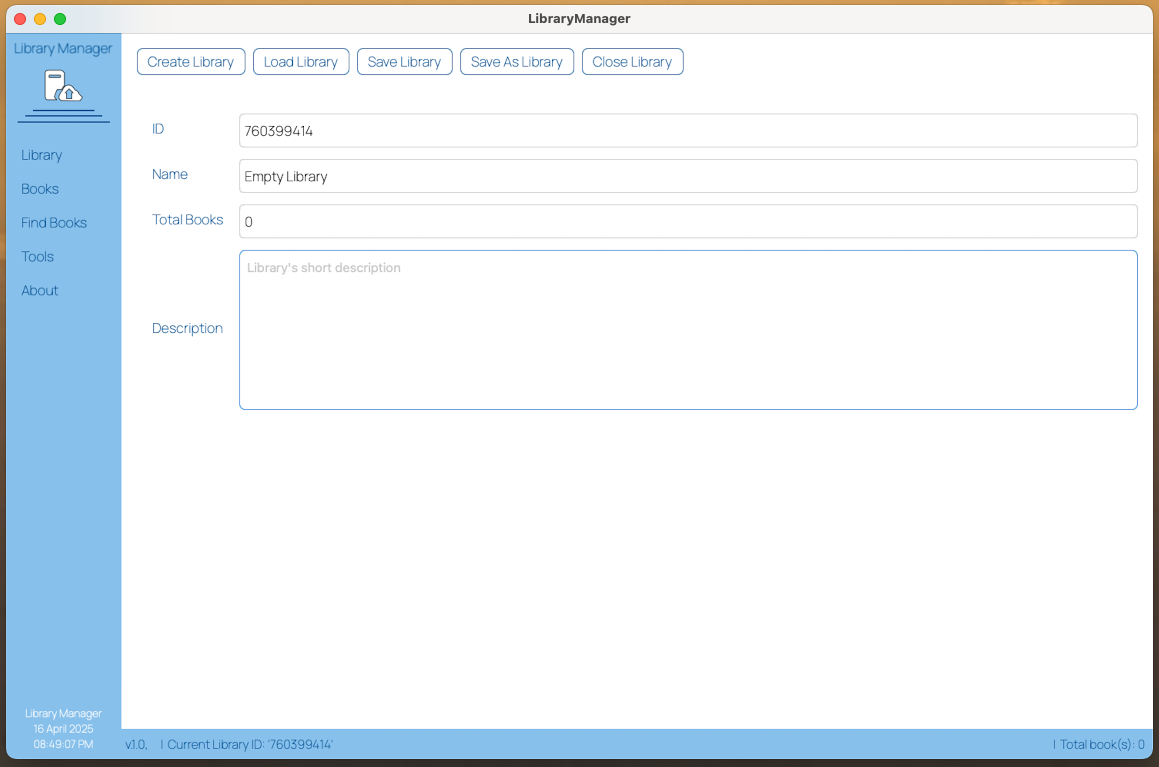 LibraryManager
Library Manager
Create Library Load Library Save Library Save As Library Close Library
ID 760399414
Library
Name Empty Library
Books
Total Books 0
Find Books
Tools
Library's short description
About
Description
Library Manager
16 April 2025
08:49:07 PM
v1.0, | Current Library ID: '760399414' | Total book(s): 0